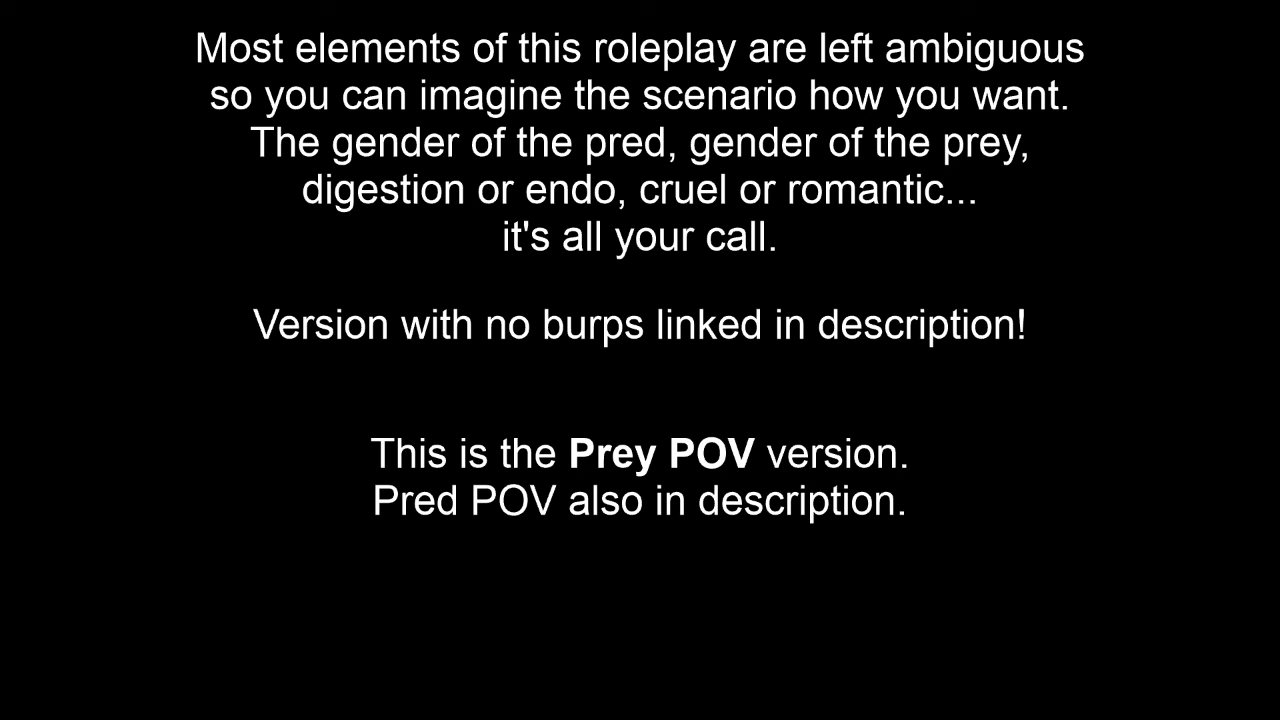 Most elements of this roleplay are left ambiguous
so you can imagine the scenario how you want.
The gender of the pred, gender of the prey,
digestion or endo, cruel or romantic...
it's all your call.
Version with no burps linked in description!
This is the Prey POV version.
Pred POV also in description.